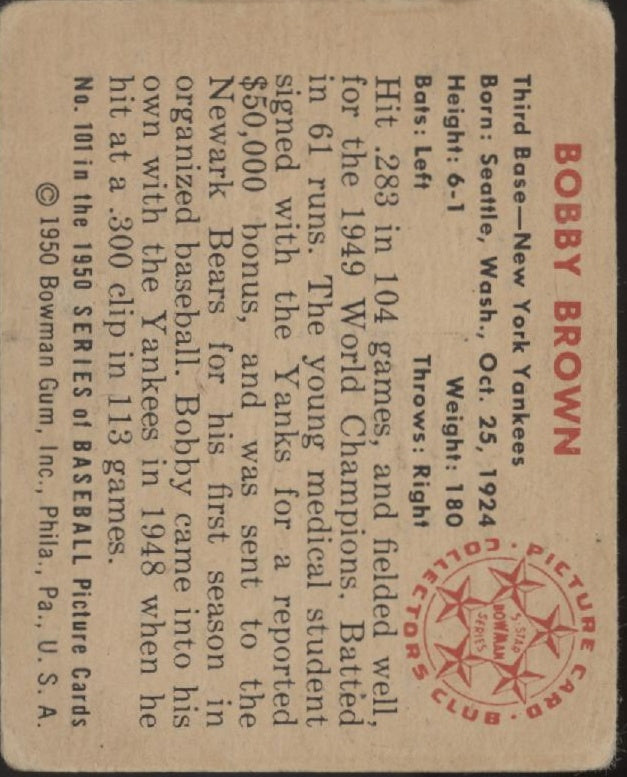 BOBBY BROWN
Third Base—New York Yankees
Born: Seattle, Wash., Oct. 25, 1924
Height: 6-1 Weight: 180
Bats: Left Throws: Right
Hit .283 in 104 games, and fielded well,
for the 1949 World Champions. Batted
in 61 runs. The young medical student
signed with the Yanks for a reported
$50,000 bonus, and was sent to the
Newark Bears for his first season in
organized baseball. Bobby came into his
own with the Yankees in 1948 when he
hit at a .300 clip in 113 games.
No. 101 in the 1950 SERIES of BASEBALL Picture Cards
© 1950 Bowman Gum, Inc., Phila., Pa., U. S. A.
PICTURE CARD
COLLECTORS CLUB
5-STAR
BOWMAN
SERIES